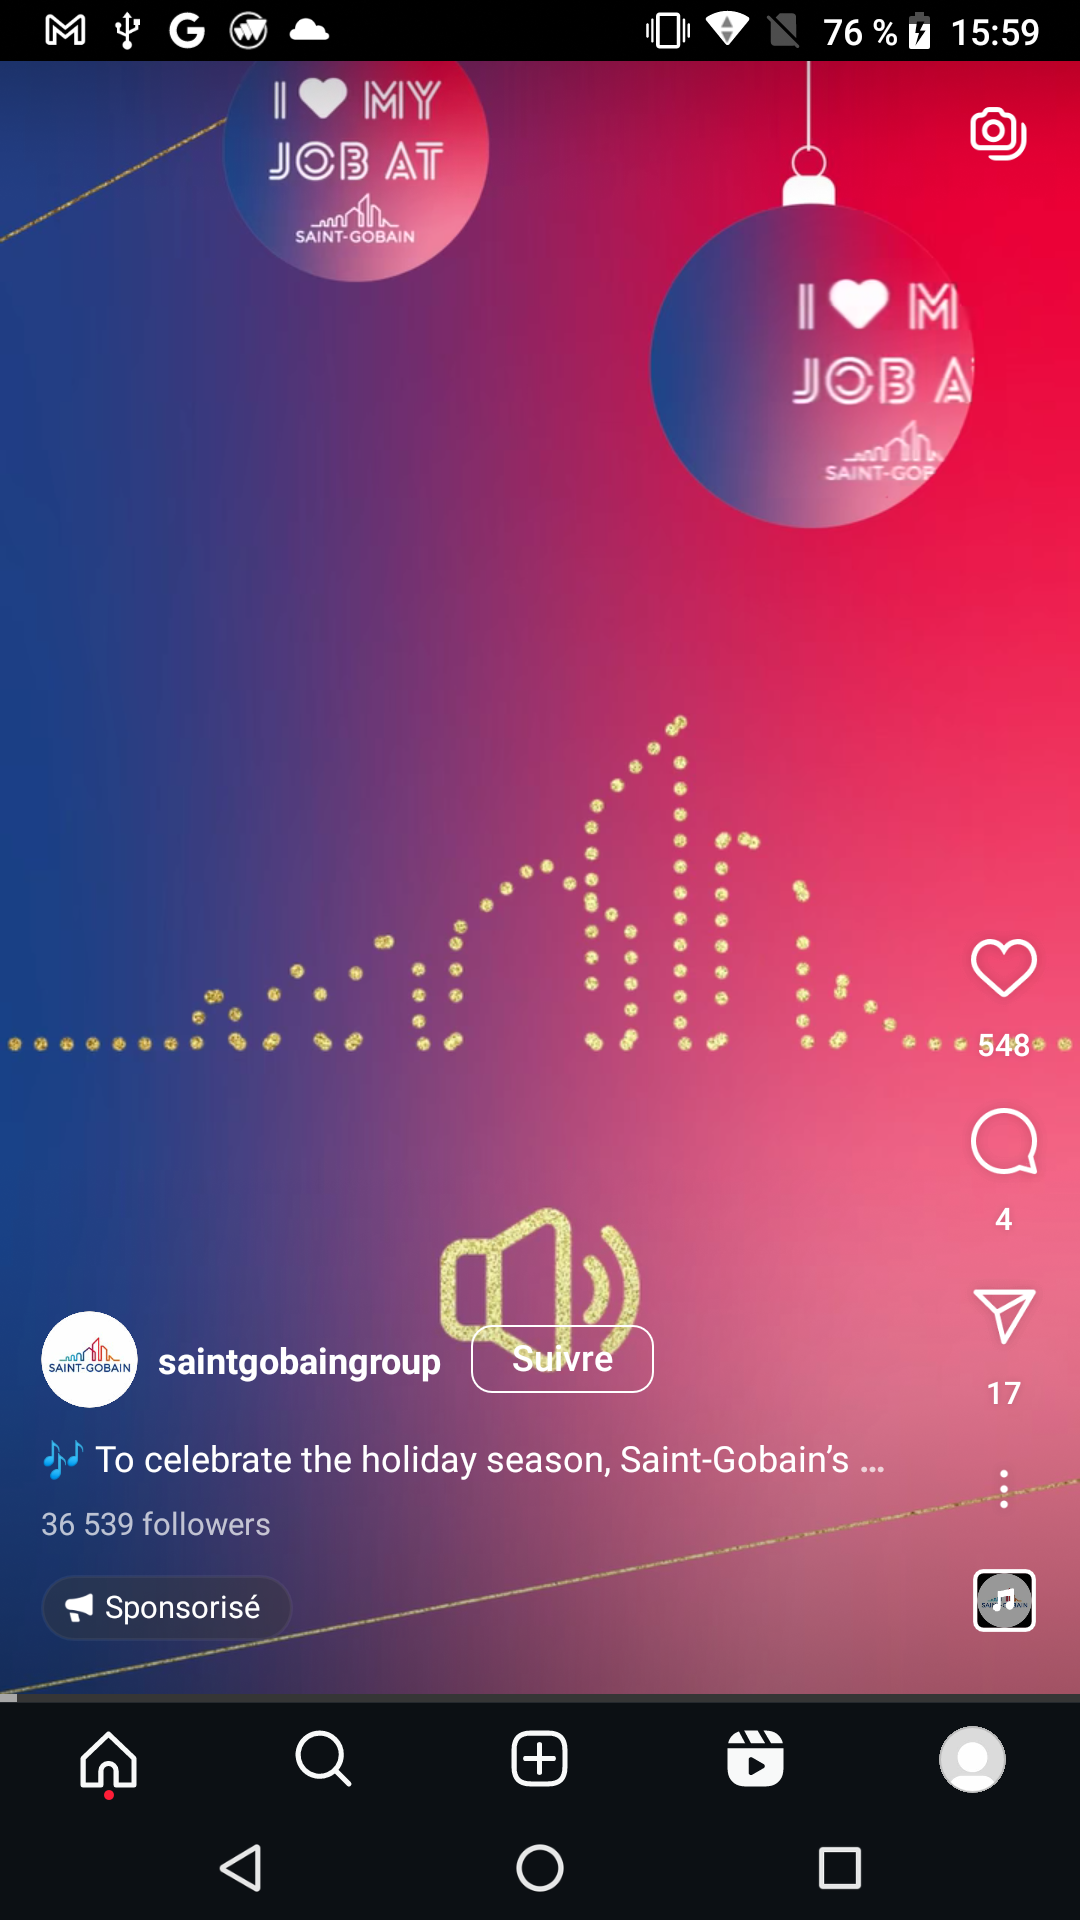 76 % 15:59
I MY
JOB AT
SAINT-GOBAIN
I M
JOB A
SAINT-GOB
548
4
17
SAINT-GOBAIN
saintgobaingroup
Suivre
To celebrate the holiday season, Saint-Gobain’s ...
36 539 followers
Sponsorisé